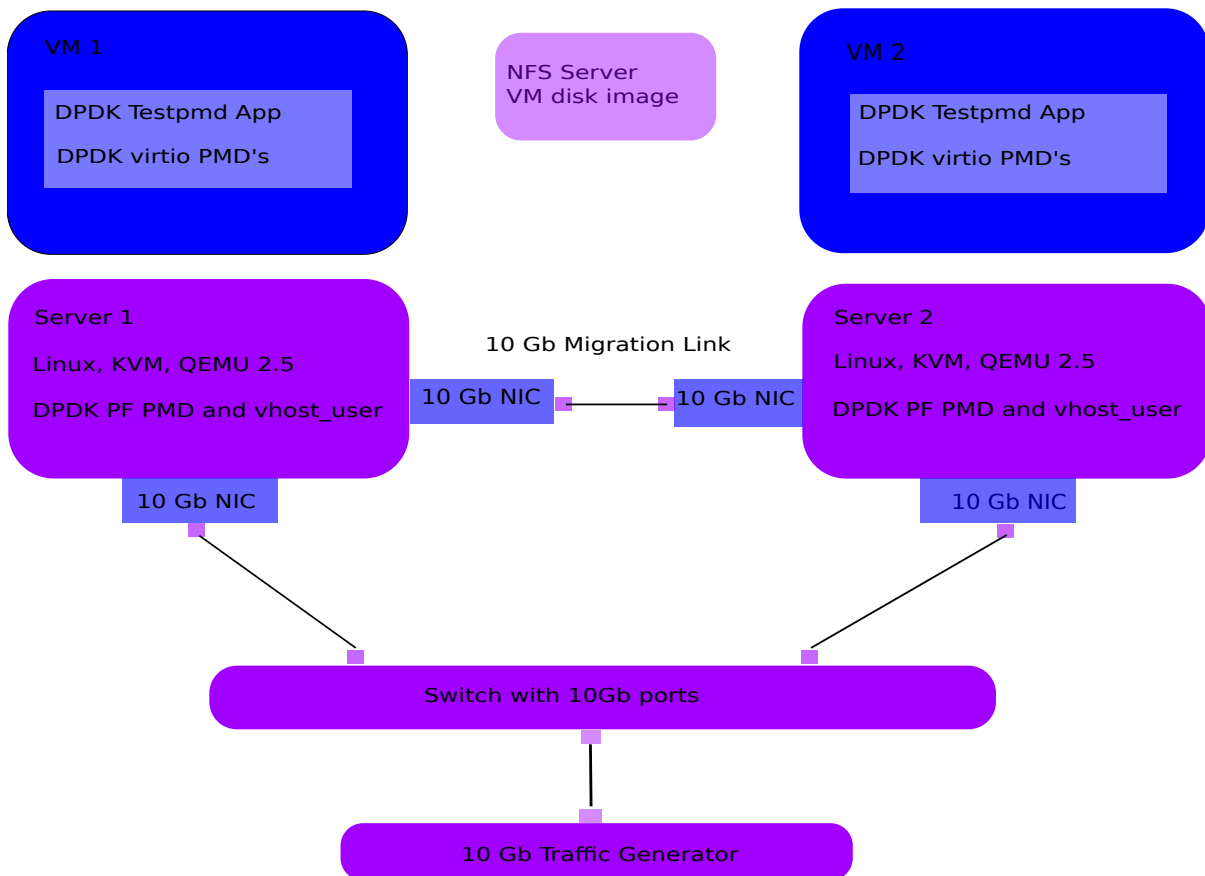 VM 1
DPDK Testpmd App
DPDK virtio PMD's
NFS Server
VM disk image
VM 2
DPDK Testpmd App
DPDK virtio PMD's
Server 1
Linux, KVM, QEMU 2.5
DPDK PF PMD and vhost_user
10 Gb Migration Link
10 Gb NIC
10 Gb NIC
Server 2
Linux, KVM, QEMU 2.5
DPDK PF PMD and vhost_user
10 Gb NIC
10 Gb NIC
Switch with 10Gb ports
10 Gb Traffic Generator